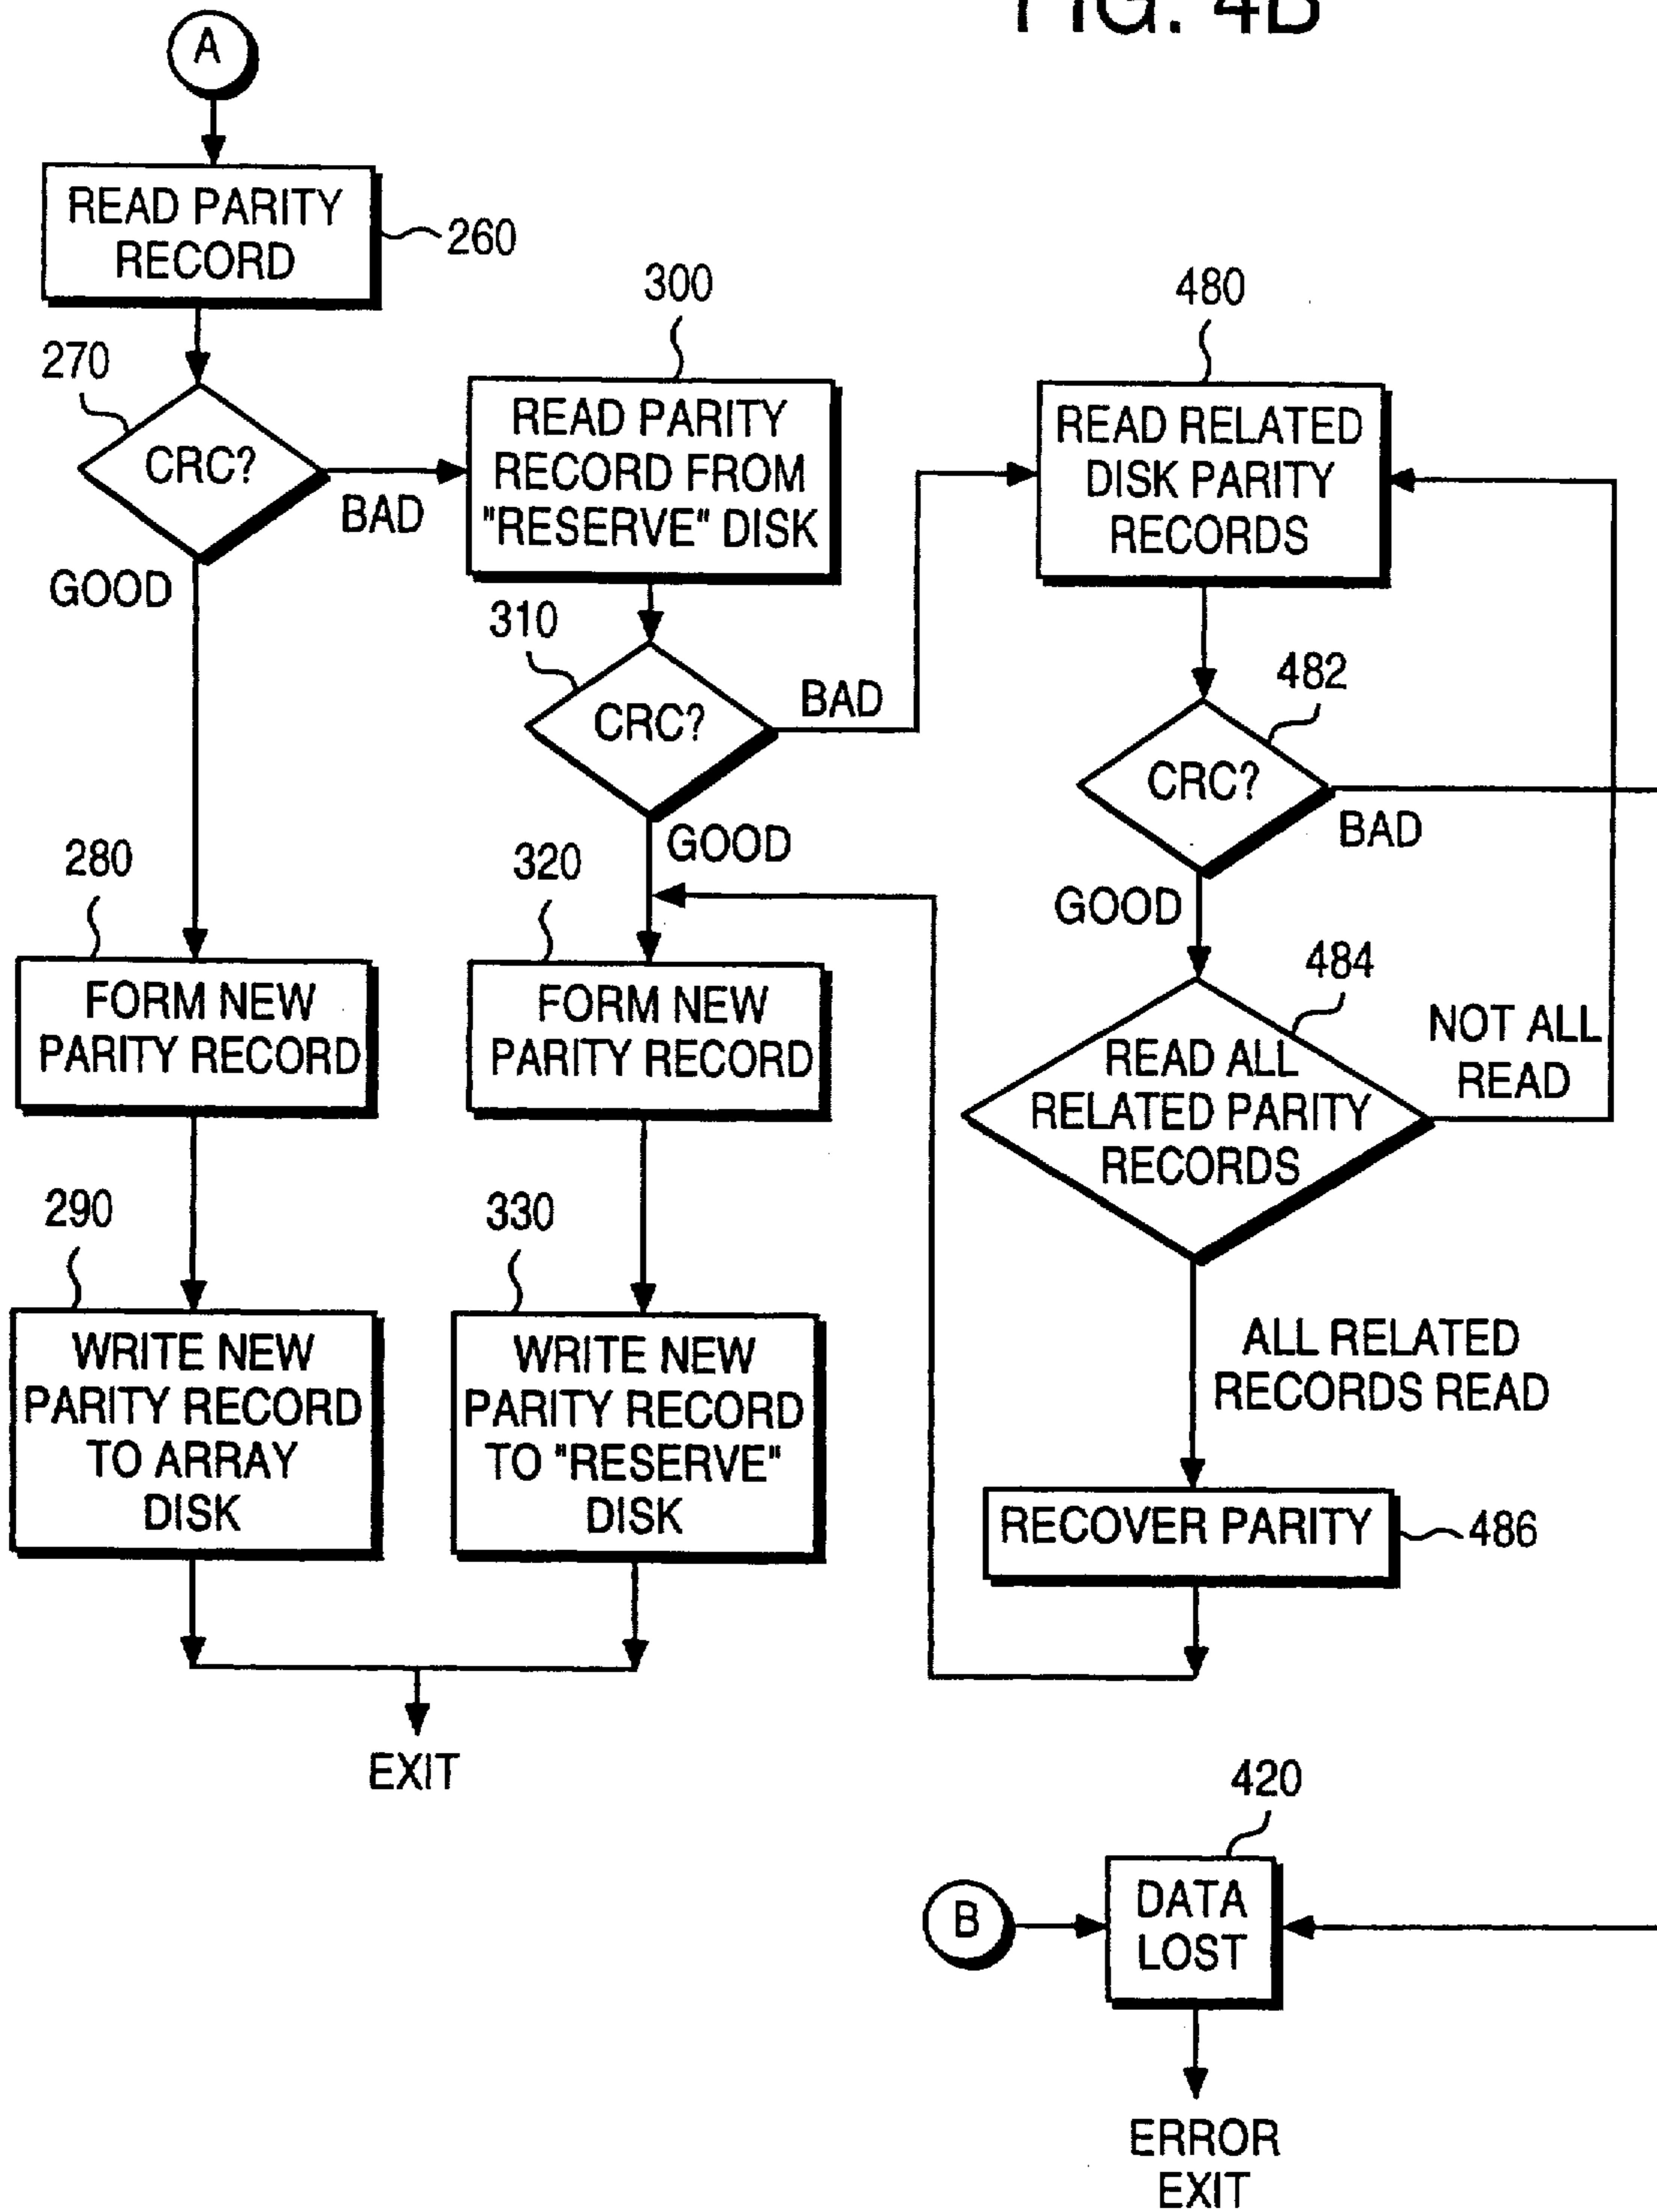 FIG. 4B
A
READ PARITY
RECORD
260
270
CRC?
BAD
GOOD
300
READ PARITY
RECORD FROM
"RESERVE" DISK
310
CRC?
BAD
GOOD
480
READ RELATED
DISK PARITY
RECORDS
482
CRC?
BAD
GOOD
484
READ ALL
RELATED PARITY
RECORDS
NOT ALL
READ
ALL RELATED
RECORDS READ
RECOVER PARITY
486
280
FORM NEW
PARITY RECORD
320
FORM NEW
PARITY RECORD
290
WRITE NEW
PARITY RECORD
TO ARRAY
DISK
330
WRITE NEW
PARITY RECORD
TO "RESERVE"
DISK
EXIT
420
B
DATA
LOST
ERROR
EXIT